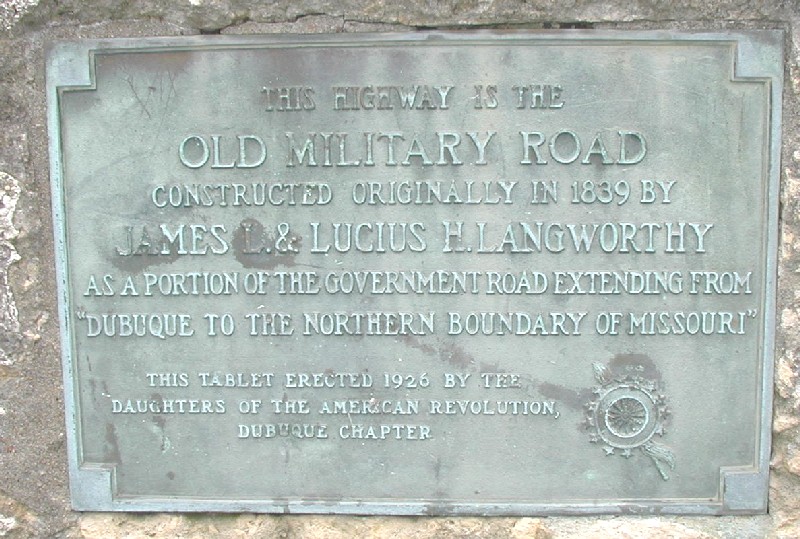 THIS HIGHWAY IS THE
OLD MILITARY ROAD
CONSTRUCTED ORIGINALLY IN 1839 BY
JAMES L.& LUCIUS H. LANGWORTHY
AS A PORTION OF THE GOVERNMENT ROAD EXTENDING FROM
"DUBUQUE TO THE NORTHERN BOUNDARY OF MISSOURI"
THIS TABLET ERECTED 1926 BY THE
DAUGHTERS OF THE AMERICAN REVOLUTION,
DUBUQUE CHAPTER